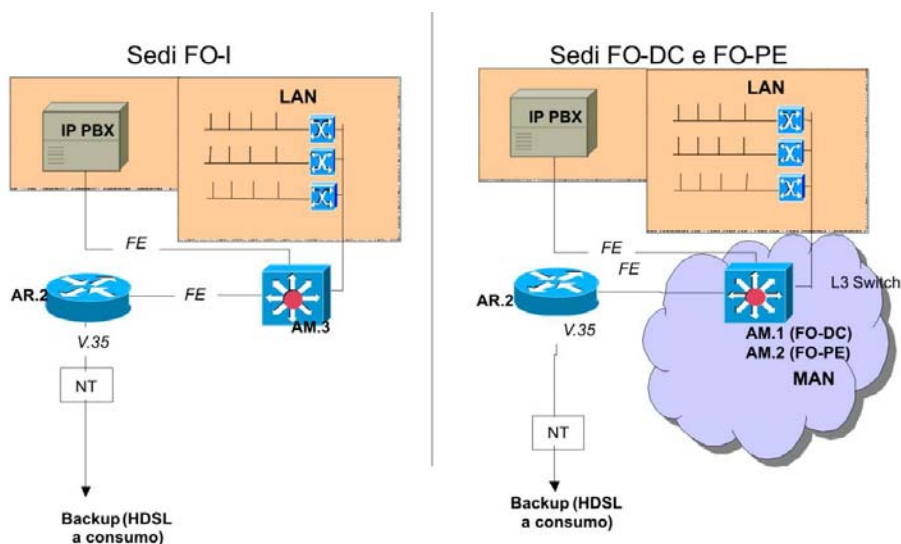 Sedi FO-I
LAN
IP PBX
FE
AR.2
FE
AM.3
V.35
NT
Backup (HDSL
a consumo)
Sedi FO-DC e FO-PE
LAN
IP PBX
FE
FE
L3 Switch
AR.2
V.35
AM.1 (FO-DC)
AM.2 (FO-PE)
MAN
NT
Backup (HDSL
a consumo)